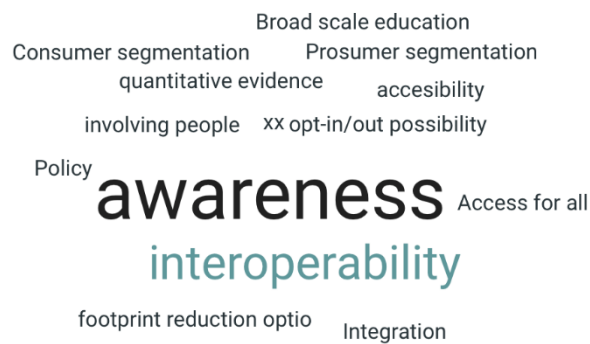 Broad scale education
Consumer segmentation
Prosumer segmentation
quantitative evidence
accesibility
involving people
xx
opt-in/out possibility
Policy
awareness
Access for all
interoperability
footprint reduction optio
Integration